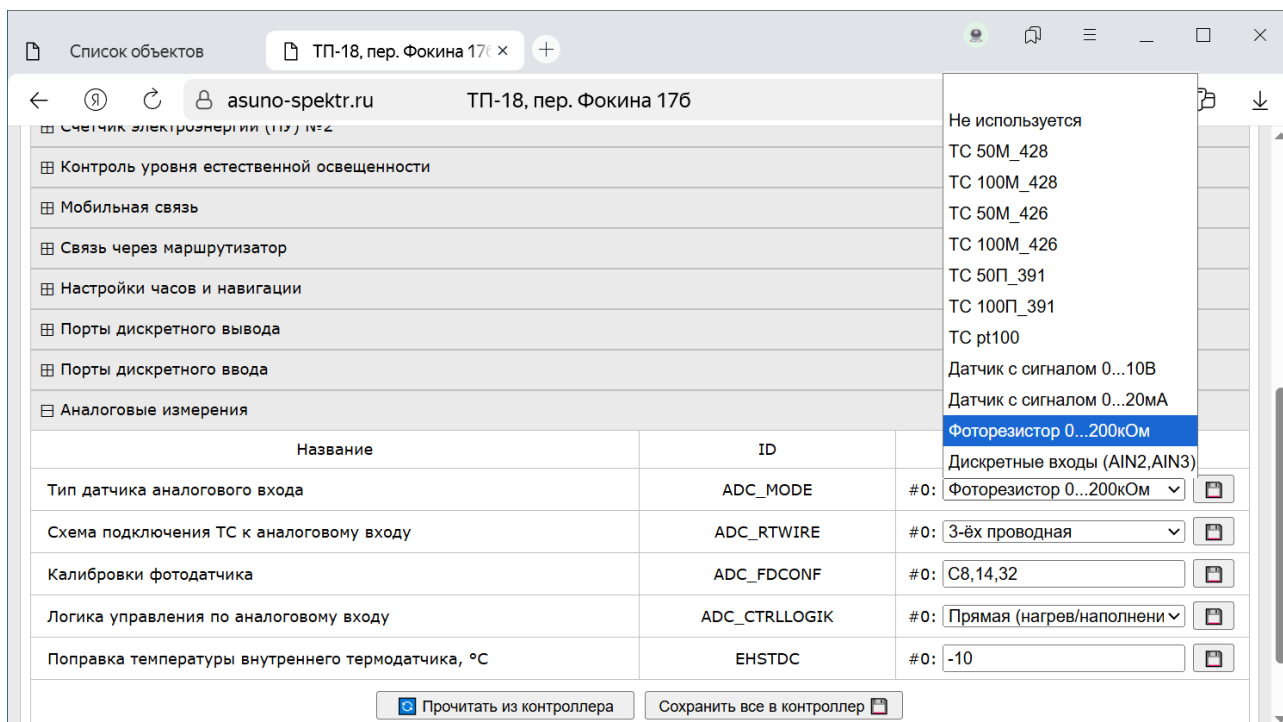 Список объектов
ТП-18, пер. Фокина 17б
asuno-spektr.ru
ТП-18, пер. Фокина 17б
Счетчик электроэнергии (ПУ) №2
Контроль уровня естественной освещенности
Мобильная связь
Связь через маршрутизатор
Настройки часов и навигации
Порты дискретного вывода
Порты дискретного ввода
Аналоговые измерения
Не используется
ТС 50М_428
ТС 100М_428
ТС 50М_426
ТС 100М_426
ТС 50П_391
ТС 100П_391
ТС pt100
Датчик с сигналом 0...10В
Датчик с сигналом 0...20мА
Фоторезистор 0...200кОм
Дискретные входы (AIN2,AIN3)
Название ID
Тип датчика аналогового входа ADC_MODE #0: Фоторезистор 0...200кОм
Схема подключения ТС к аналоговому входу ADC_RTWIRE #0: 3-ёх проводная
Калибровки фотодатчика ADC_FDCONF #0: C8,14,32
Логика управления по аналоговому входу ADC_CTRLLOGIK #0: Прямая (нагрев/наполнени
Поправка температуры внутреннего термодатчика, °C EHSTDC #0: -10
Прочитать из контроллера Сохранить все в контроллер